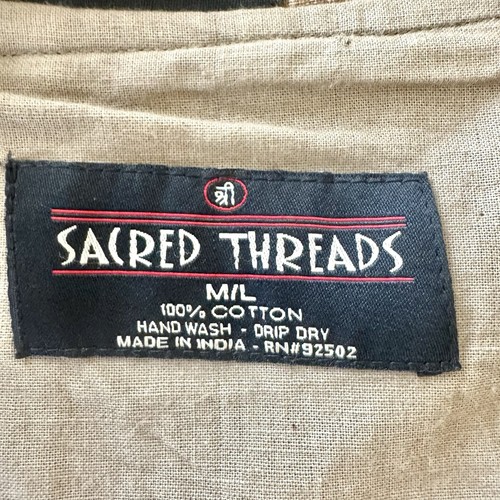 श्री
SACRED THREADS
M/L
100% COTTON
HAND WASH - DRIP DRY
MADE IN INDIA - RN#92502